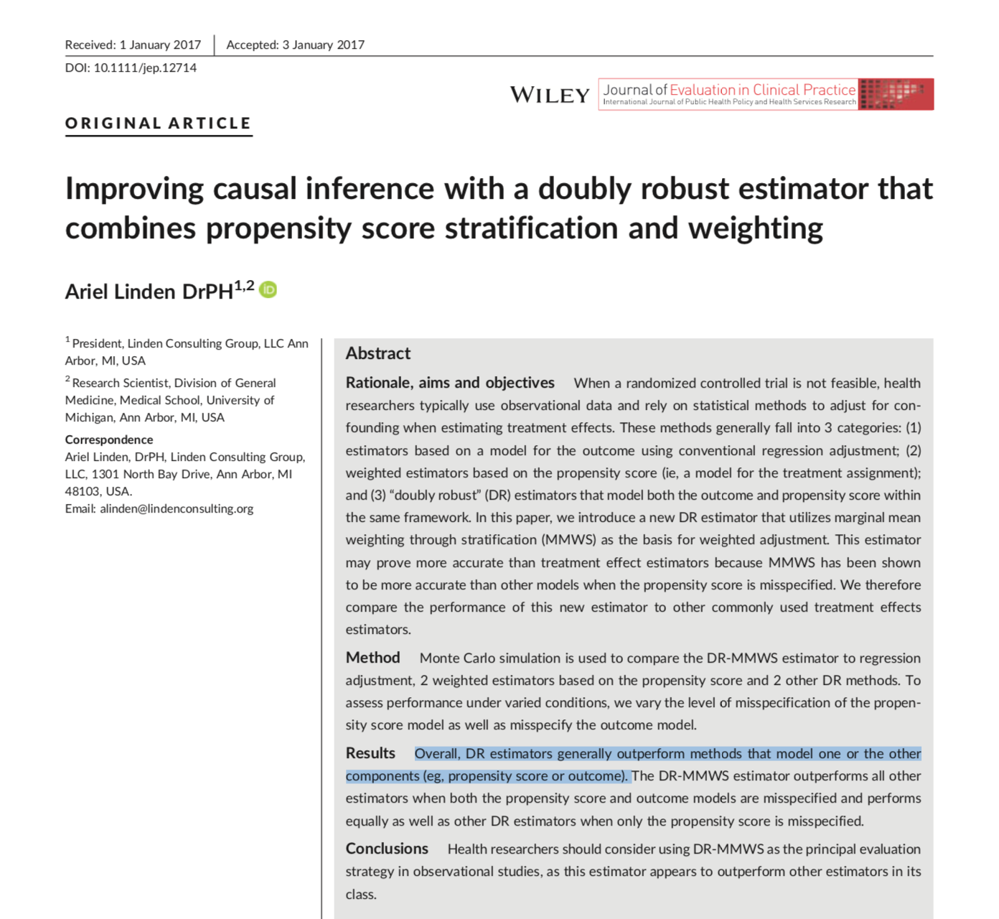 Received: 1 January 2017 | Accepted: 3 January 2017
DOI: 10.1111/jep.12714
WILEY
Journal of Evaluation in Clinical Practice
International Journal of Public Health Policy and Health Services Research
ORIGINAL ARTICLE
Improving causal inference with a doubly robust estimator that
combines propensity score stratification and weighting
Ariel Linden DrPH1,2 iD
1 President, Linden Consulting Group, LLC Ann
Arbor, MI, USA
2 Research Scientist, Division of General
Medicine, Medical School, University of
Michigan, Ann Arbor, MI, USA
Correspondence
Ariel Linden, DrPH, Linden Consulting Group,
LLC, 1301 North Bay Drive, Ann Arbor, MI
48103, USA.
Email: alinden@lindenconsulting.org
Abstract
Rationale, aims and objectives When a randomized controlled trial is not feasible, health
researchers typically use observational data and rely on statistical methods to adjust for con-
founding when estimating treatment effects. These methods generally fall into 3 categories: (1)
estimators based on a model for the outcome using conventional regression adjustment; (2)
weighted estimators based on the propensity score (ie, a model for the treatment assignment);
and (3) “doubly robust” (DR) estimators that model both the outcome and propensity score within
the same framework. In this paper, we introduce a new DR estimator that utilizes marginal mean
weighting through stratification (MMWS) as the basis for weighted adjustment. This estimator
may prove more accurate than treatment effect estimators because MMWS has been shown
to be more accurate than other models when the propensity score is misspecified. We therefore
compare the performance of this new estimator to other commonly used treatment effects
estimators.
Method Monte Carlo simulation is used to compare the DR-MMWS estimator to regression
adjustment, 2 weighted estimators based on the propensity score and 2 other DR methods. To
assess performance under varied conditions, we vary the level of misspecification of the propen-
sity score model as well as misspecify the outcome model.
Results Overall, DR estimators generally outperform methods that model one or the other
components (eg, propensity score or outcome). The DR-MMWS estimator outperforms all other
estimators when both the propensity score and outcome models are misspecified and performs
equally as well as other DR estimators when only the propensity score is misspecified.
Conclusions Health researchers should consider using DR-MMWS as the principal evaluation
strategy in observational studies, as this estimator appears to outperform other estimators in its
class.